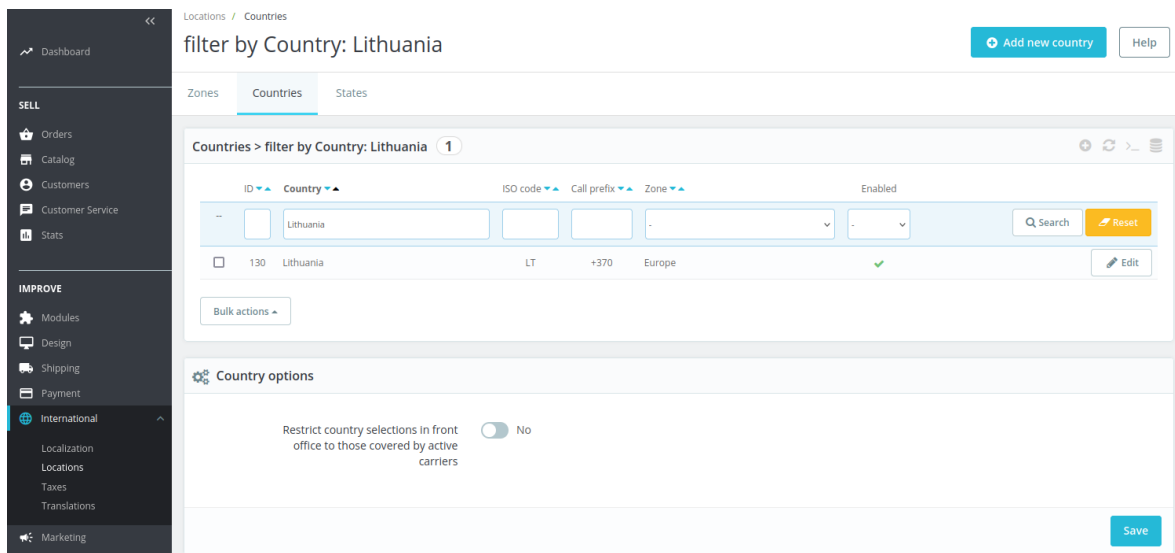 Dashboard
SELL
Orders
Catalog
Customers
Customer Service
Stats
IMPROVE
Modules
Design
Shipping
Payment
International
Localization
Locations
Taxes
Translations
Marketing
Locations / Countries
filter by Country: Lithuania
Add new country
Help
Zones Countries States
Countries > filter by Country: Lithuania 1
ID Country ISO code Call prefix Zone Enabled
-- Lithuania - - Search Reset
130 Lithuania LT +370 Europe Edit
Bulk actions
Country options
Restrict country selections in front No
office to those covered by active
carriers
Save